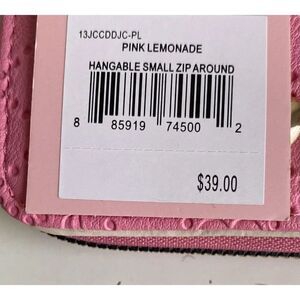 13JCCDDJC-PL
PINK LEMONADE
HANGABLE SMALL ZIP AROUND
8 85919 74500 2
$39.00